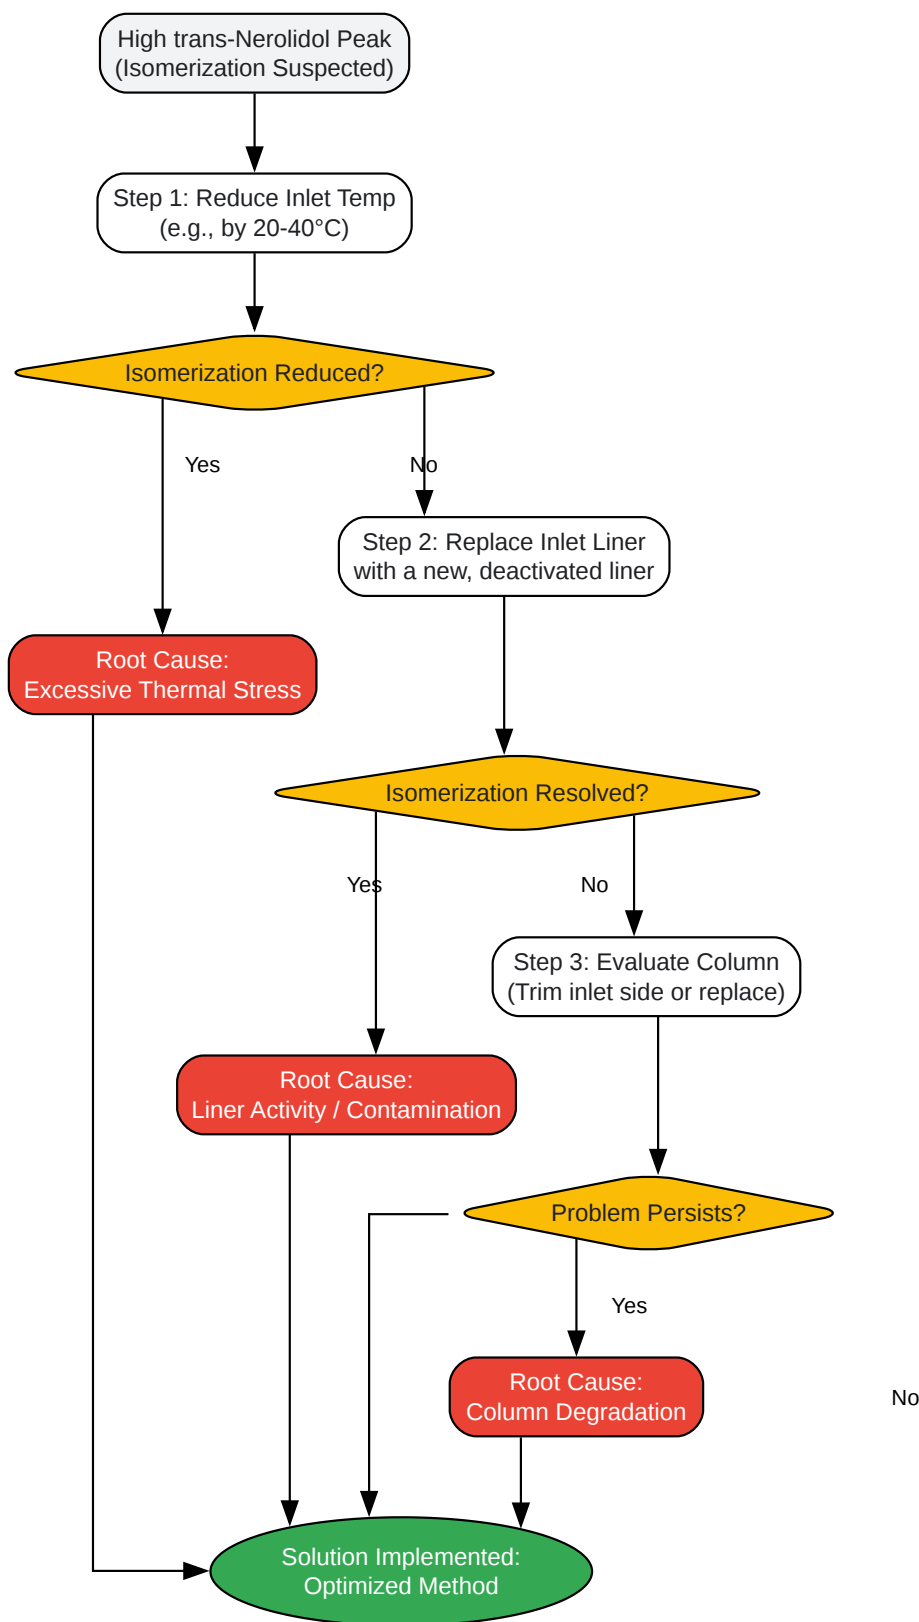 High trans-Nerolidol Peak
(Isomerization Suspected)
Step 1: Reduce Inlet Temp
(e.g., by 20-40°C)
Isomerization Reduced?
Yes
No
Step 2: Replace Inlet Liner
with a new, deactivated liner
Root Cause:
Excessive Thermal Stress
Isomerization Resolved?
Yes
No
Step 3: Evaluate Column
(Trim inlet side or replace)
Root Cause:
Liner Activity / Contamination
Problem Persists?
Yes
Root Cause:
Column Degradation
No
Solution Implemented:
Optimized Method